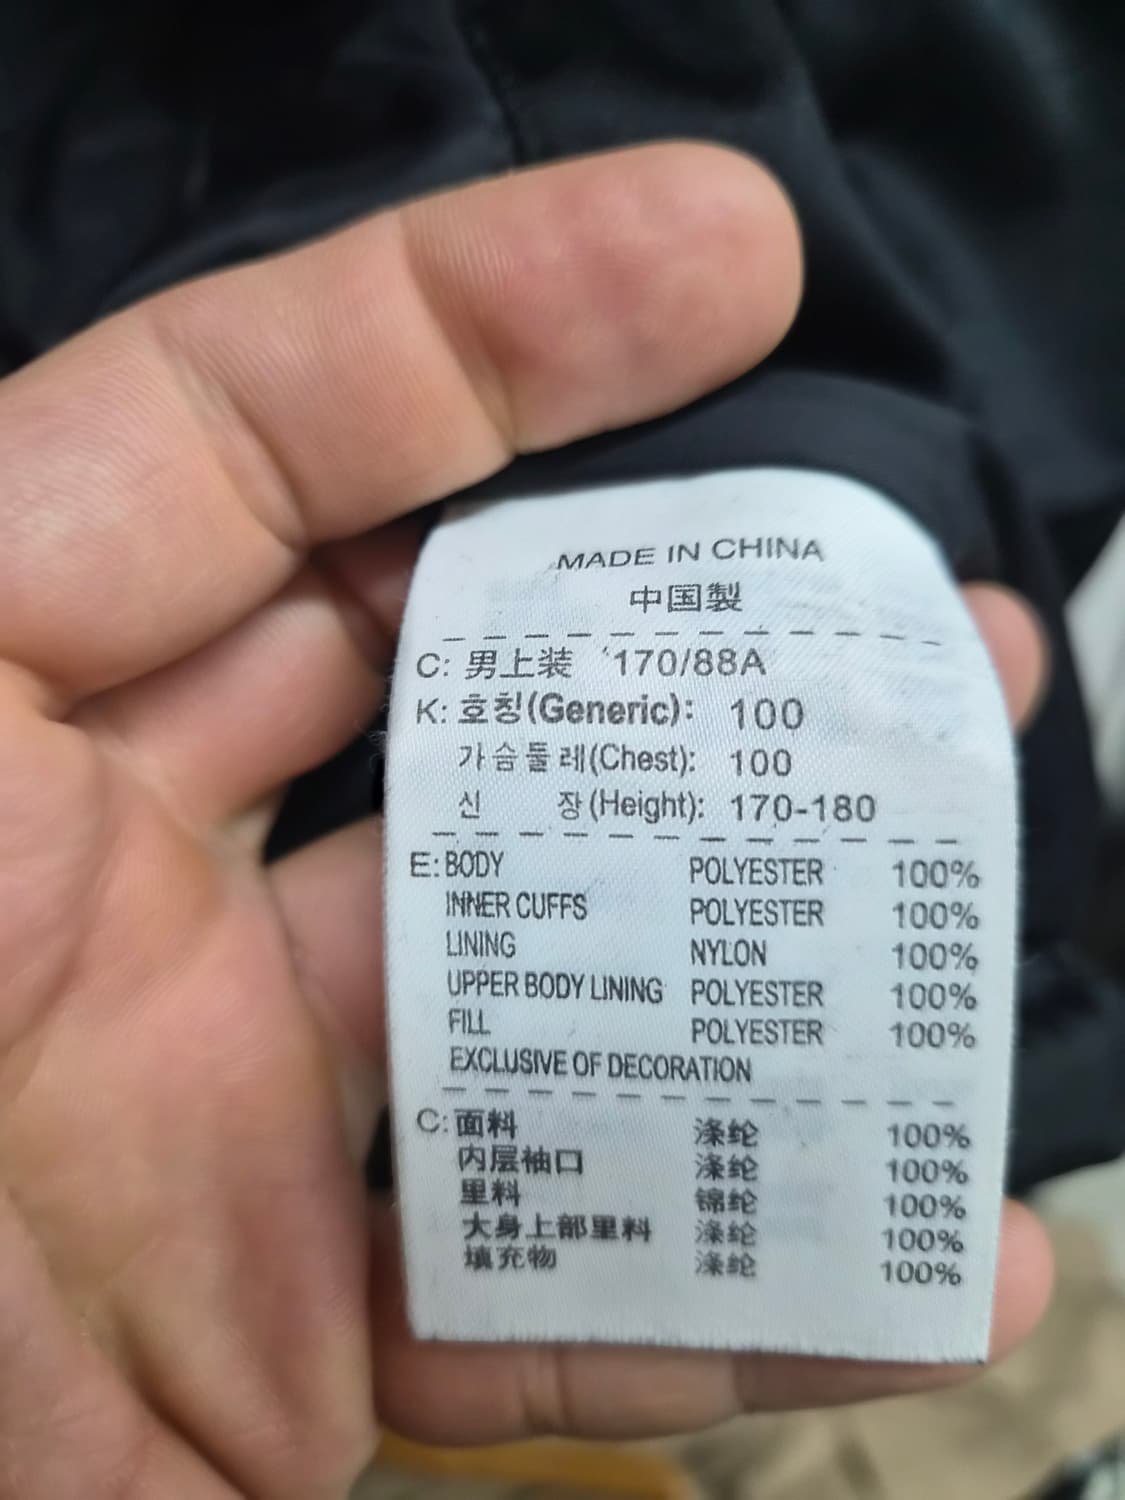 MADE IN CHINA
中国製
C: 男上装 170/88A
K: 호칭(Generic): 100
가슴둘레(Chest): 100
신 장(Height): 170-180
E: BODY POLYESTER 100%
INNER CUFFS POLYESTER 100%
LINING NYLON 100%
UPPER BODY LINING POLYESTER 100%
FILL POLYESTER 100%
EXCLUSIVE OF DECORATION
C: 面料 涤纶 100%
内层袖口 涤纶 100%
里料 锦纶 100%
大身上部里料 涤纶 100%
填充物 涤纶 100%